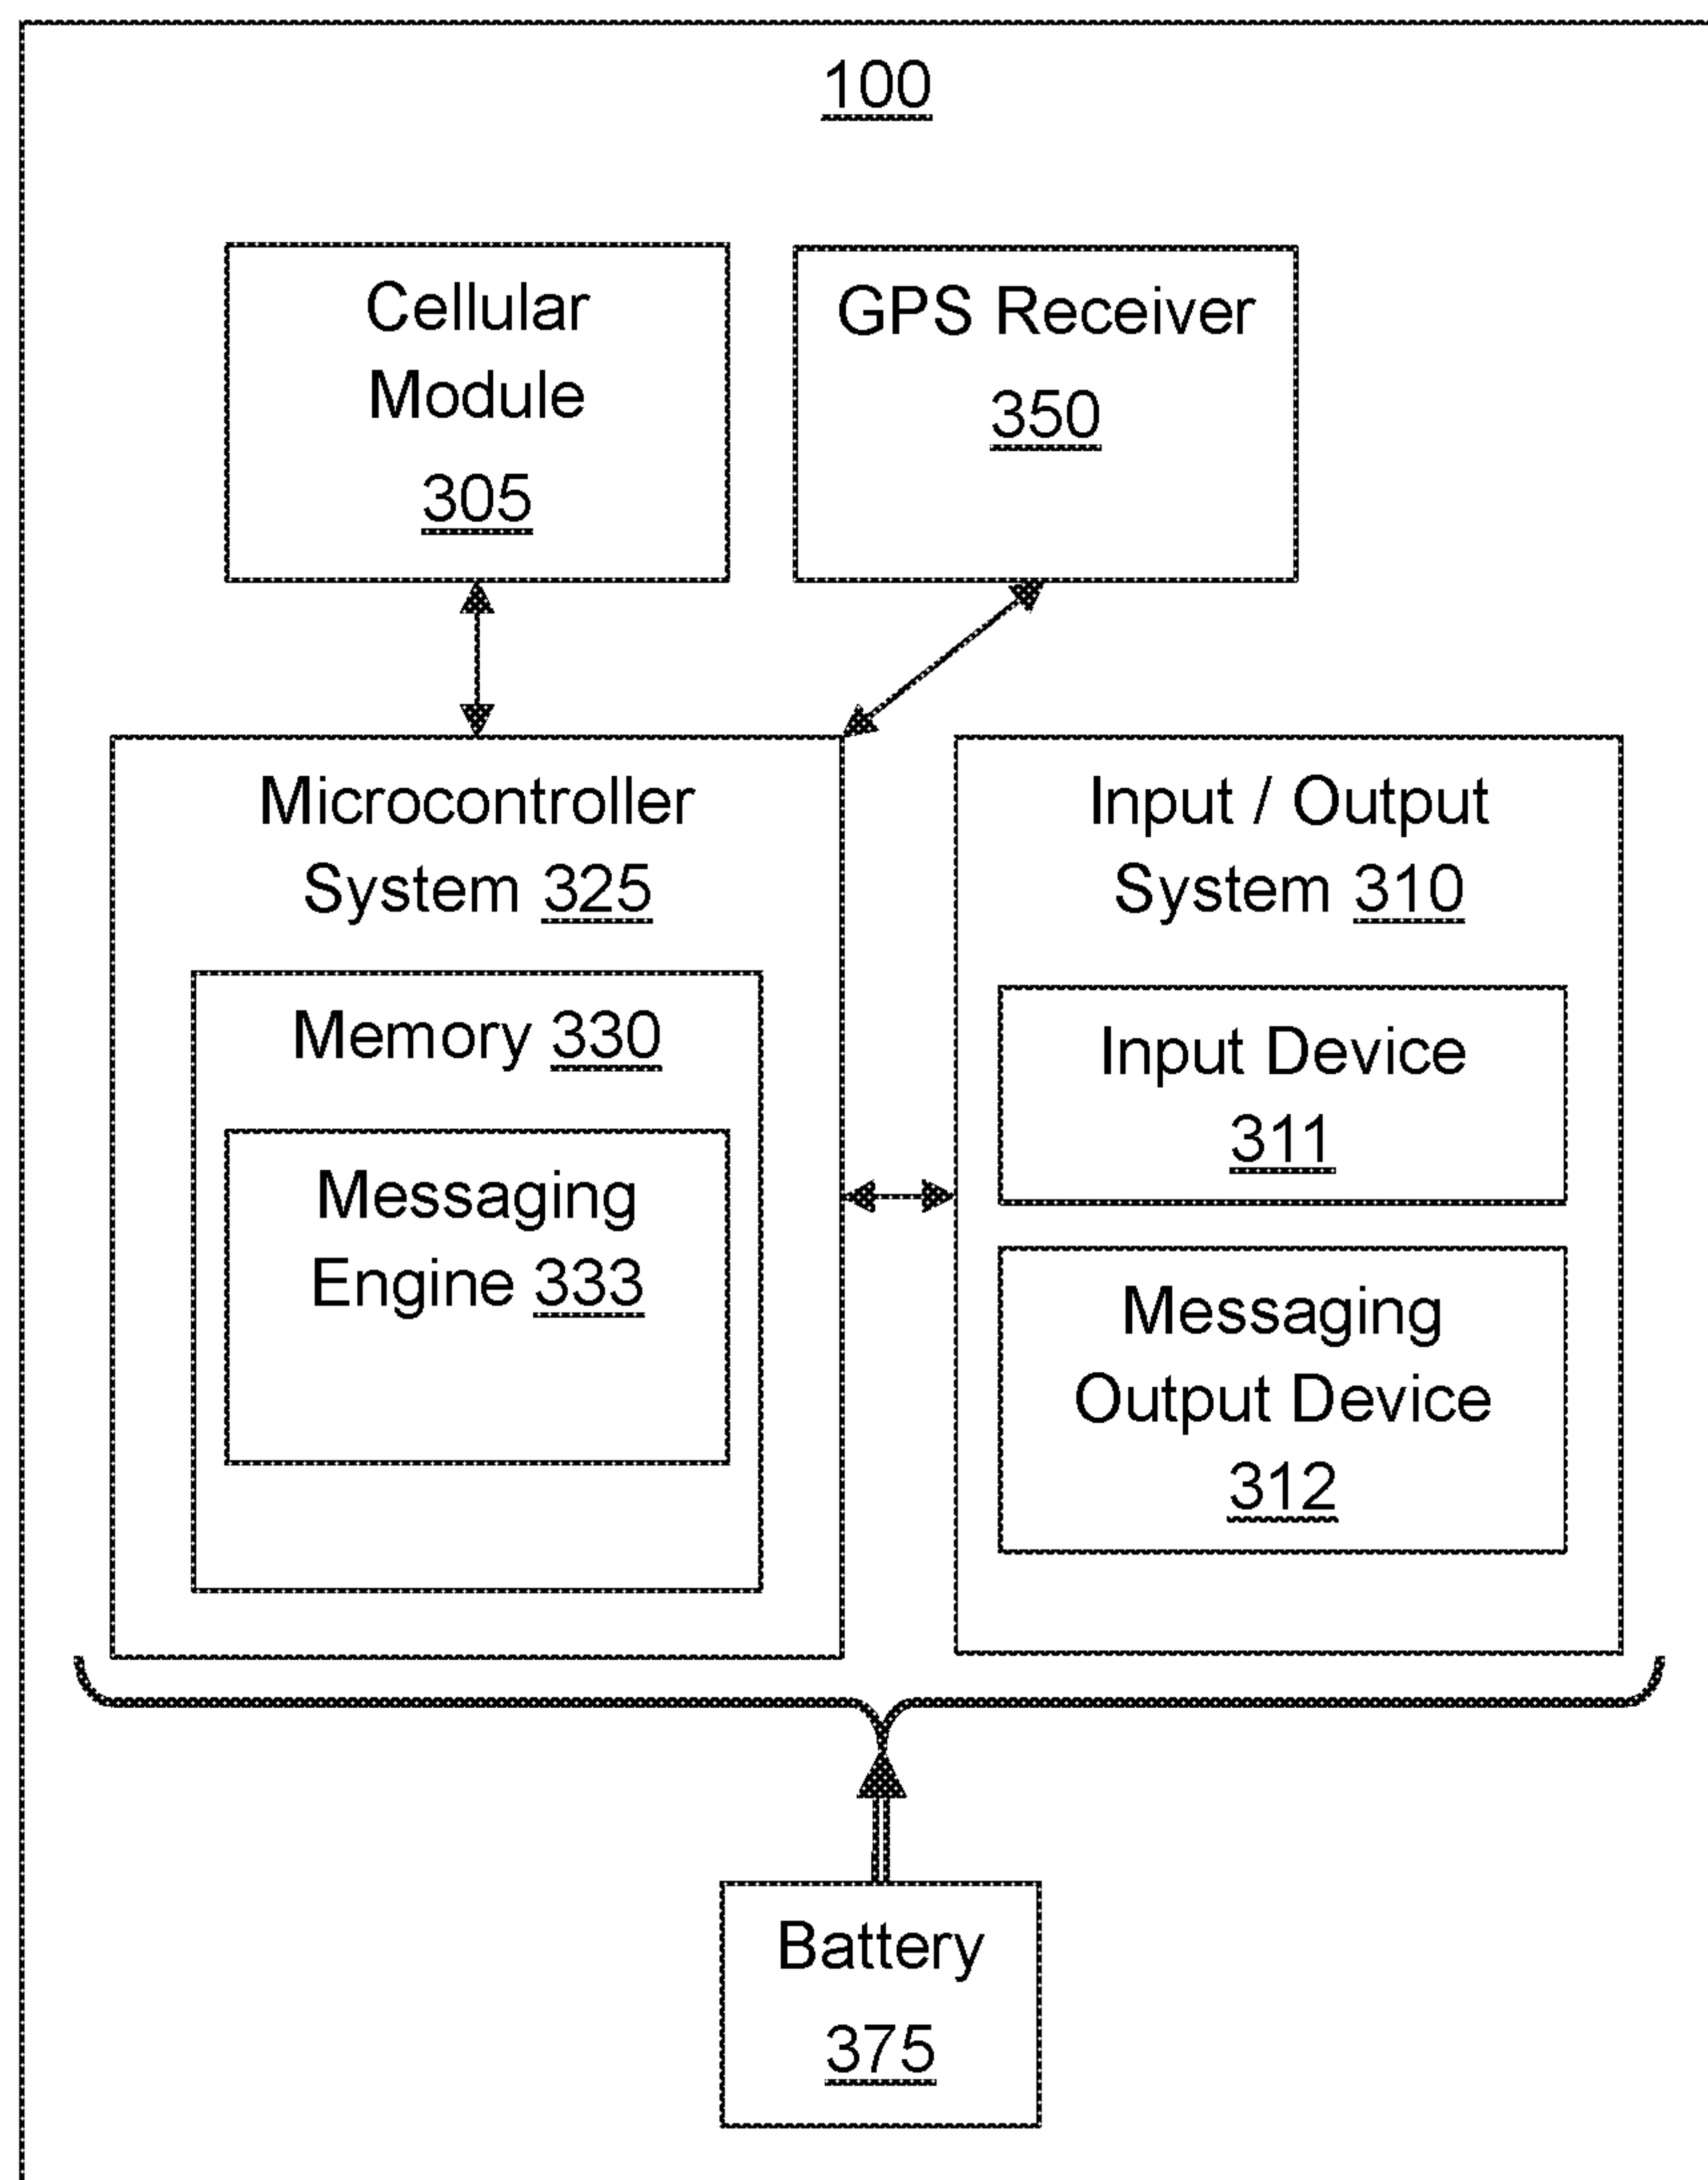 100
Cellular
Module
305
GPS Receiver
350
Microcontroller
System 325
Memory 330
Messaging
Engine 333
Input / Output
System 310
Input Device
311
Messaging
Output Device
312
Battery
375